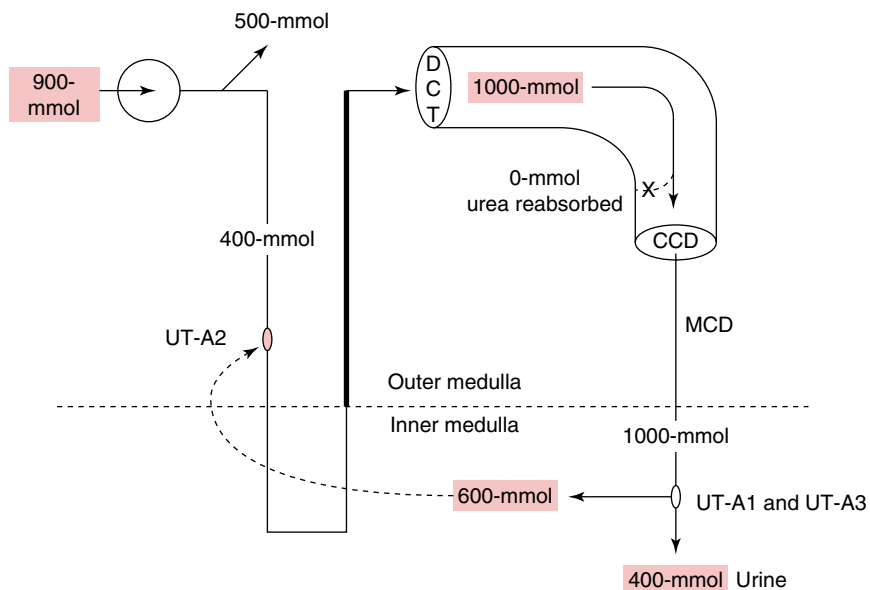 500-mmol
900-
mmol
D
C
T
1000-mmol
0-mmol
urea reabsorbed
X
CCD
400-mmol
UT-A2
MCD
Outer medulla
Inner medulla
1000-mmol
600-mmol
UT-A1 and UT-A3
400-mmol Urine